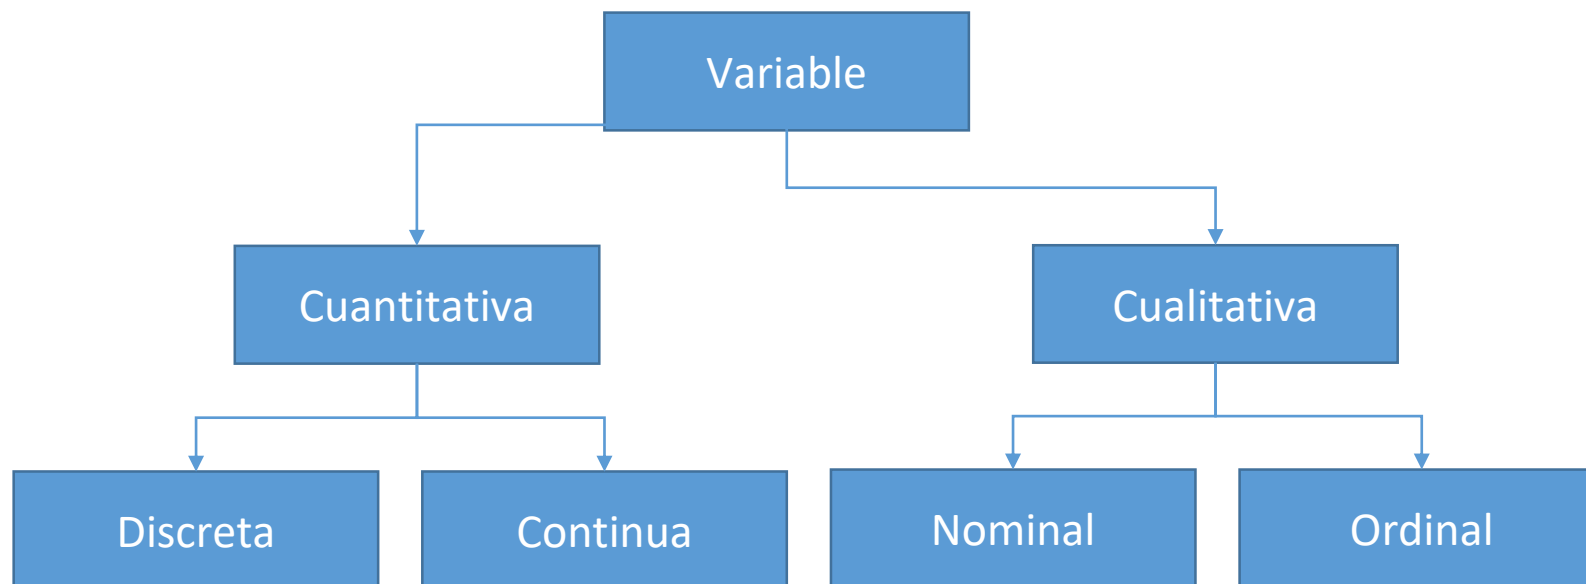 Variable
Cuantitativa
Cualitativa
Discreta
Continua
Nominal
Ordinal